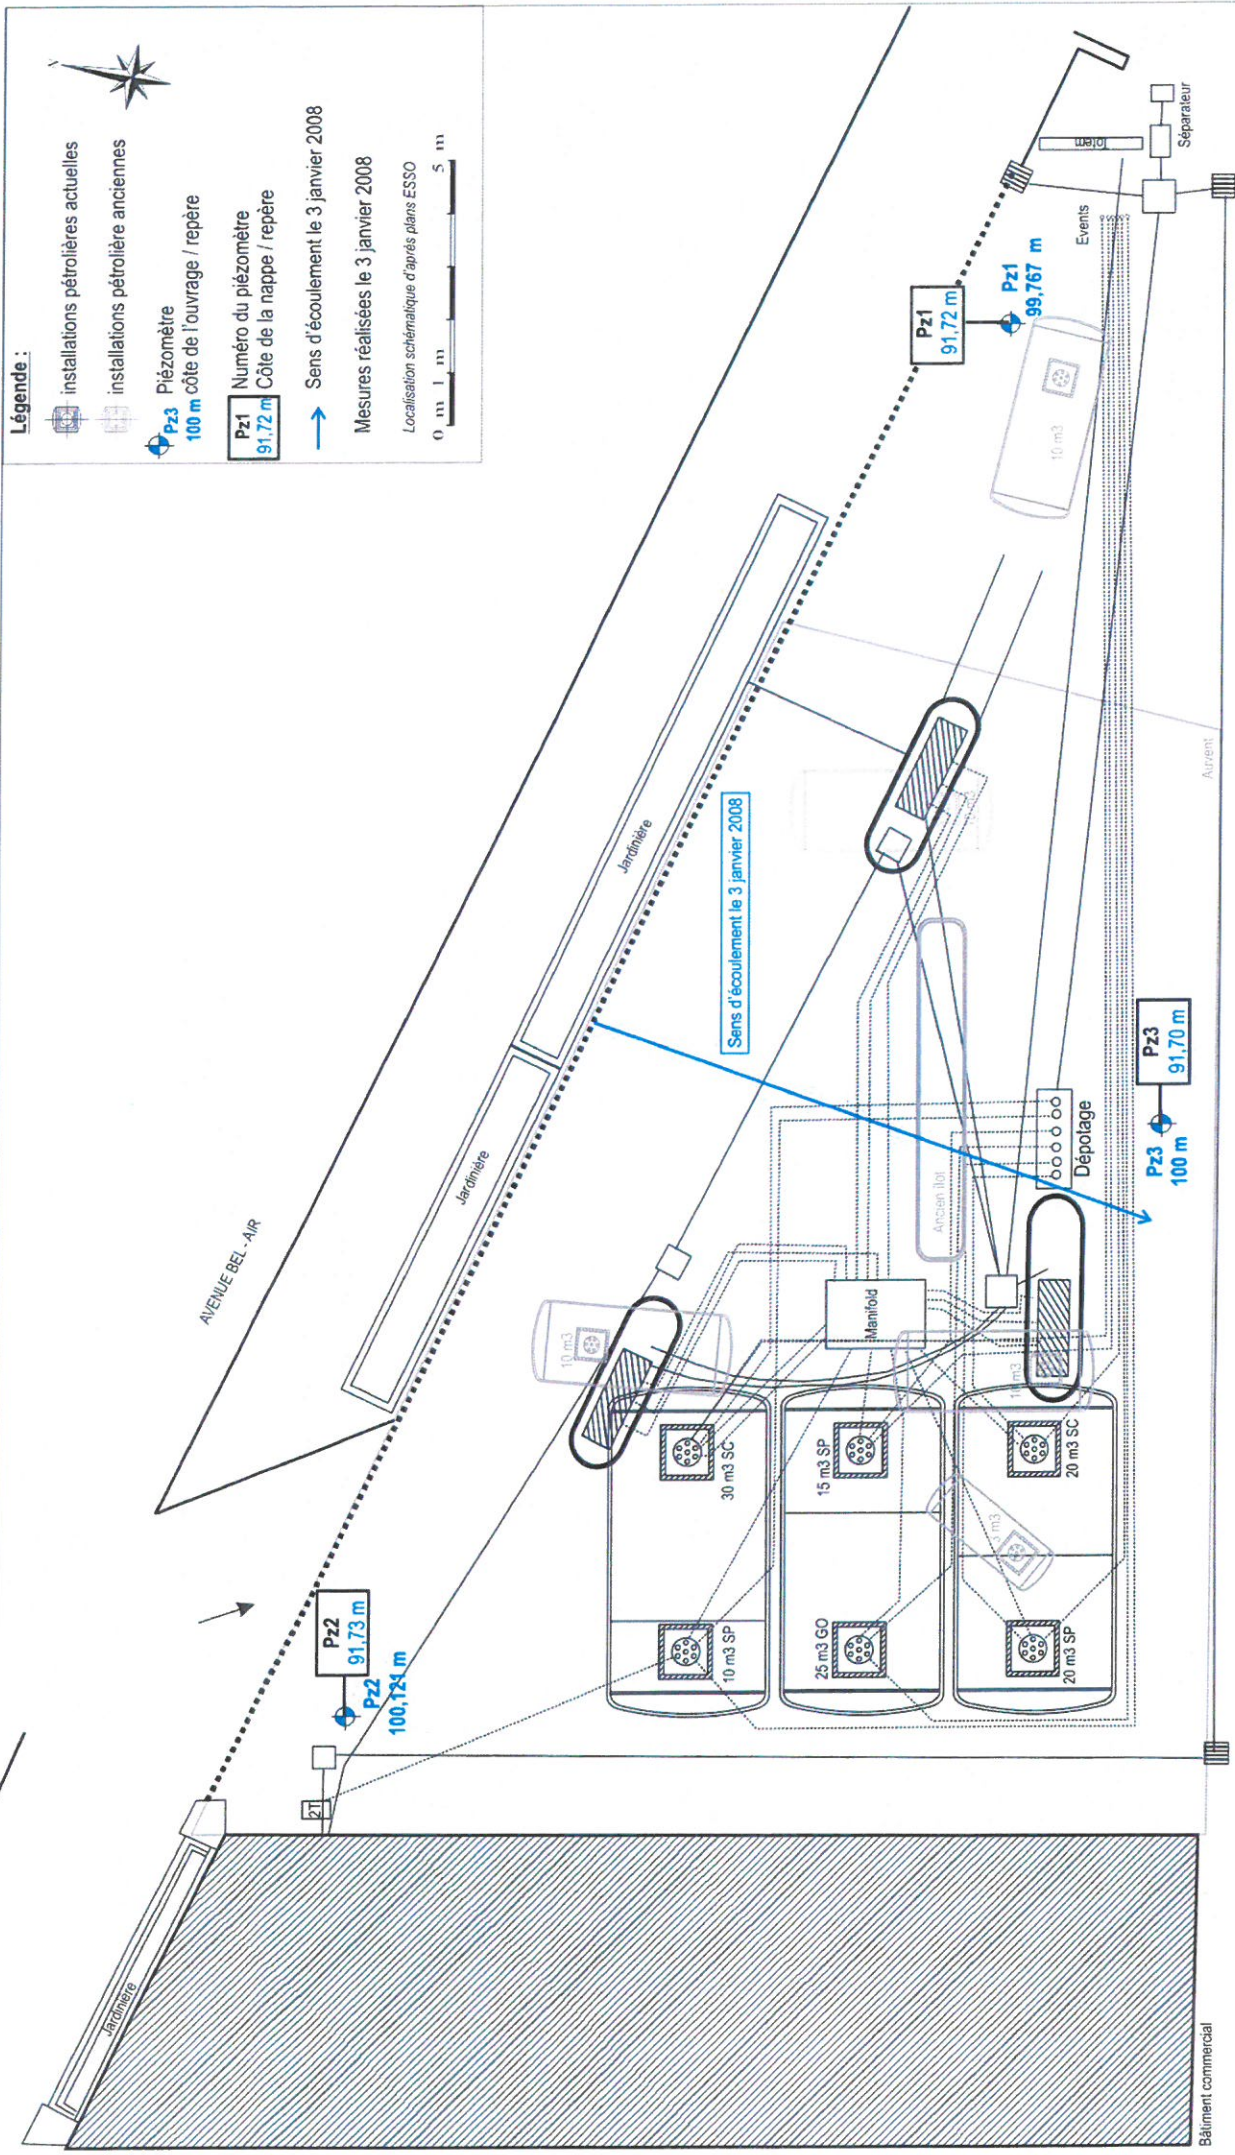 Légende :
installations pétrolières actuelles
installations pétrolière anciennes
Pz3 Piézomètre
100 m côte de l'ouvrage / repère
Pz1 Numéro du piézomètre
91,72 m Côte de la nappe / repère
Sens d'écoulement le 3 janvier 2008
Mesures réalisées le 3 janvier 2008
Localisation schématique d'après plans ESSO
0 m 1 m 5 m
N
AVENUE BEL - AIR
Jardinière
Jardinière
Jardinière
Pz2
91,73 m
Pz2
100,121 m
2T
Pz1
91,72 m
Pz1
99,767 m
Totem
Séparateur
Events
10 m3
Auvent
Sens d'écoulement le 3 janvier 2008
Ancien îlot
Dépotage
Pz3
91,70 m
Pz3
100 m
Manifold
10 m3
10 m3
30 m3 SC
10 m3 SP
15 m3 SP
25 m3 GO
20 m3 SC
20 m3 SP
Bâtiment commercial